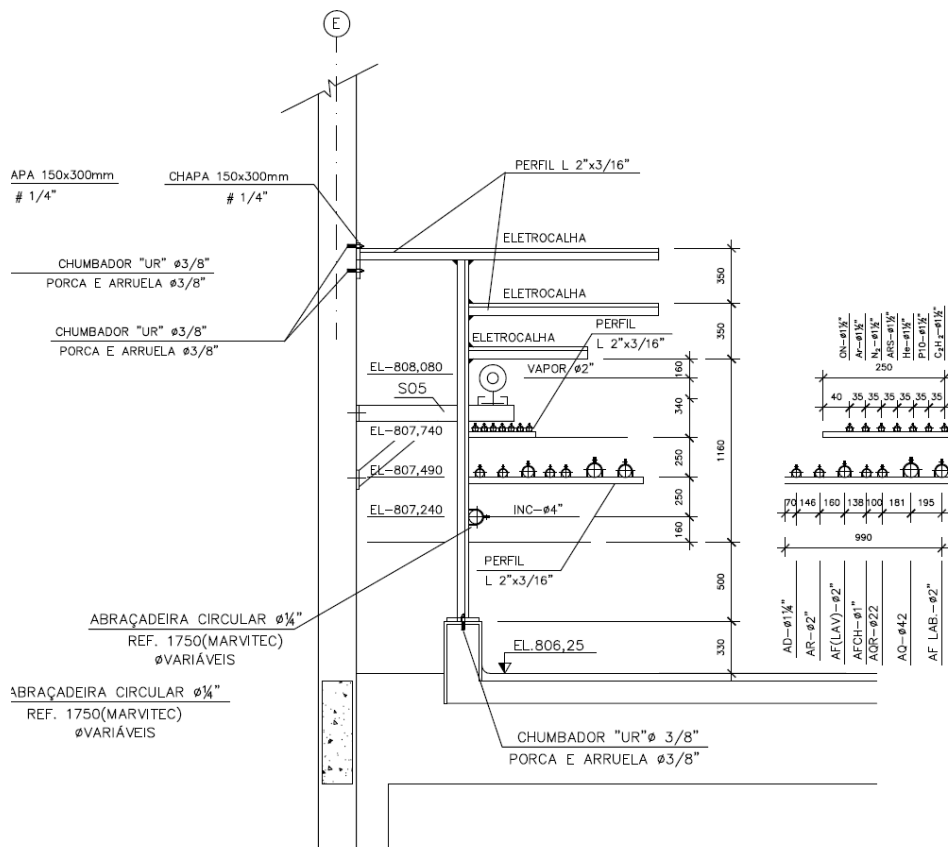 E
APA 150x300mm
# 1/4"
CHAPA 150x300mm
# 1/4"
PERFIL L 2"x3/16"
CHUMBADOR "UR" ø3/8"
PORCA E ARRUELA ø3/8"
CHUMBADOR "UR" ø3/8"
PORCA E ARRUELA ø3/8"
ELETROCALHA
ELETROCALHA
ELETROCALHA
PERFIL
L 2"x3/16"
EL-808,080
SO5
VAPOR ø2"
EL-807,740
EL-807,490
EL-807,240
INC-ø4"
PERFIL
L 2"x3/16"
350
350
160
340
250
250
160
1160
500
330
ABRAÇADEIRA CIRCULAR ø¼"
REF. 1750(MARVITEC)
øVARIÁVEIS
ABRAÇADEIRA CIRCULAR ø¼"
REF. 1750(MARVITEC)
øVARIÁVEIS
EL.806,25
CHUMBADOR "UR"ø 3/8"
PORCA E ARRUELA ø3/8"
ON-ø1½"
Ar-ø1½"
N₂-ø1½"
ARS-ø1½"
He-ø1½"
P10-ø1½"
C₂H₂-ø1½"
250
40 35 35 35 35 35 35
70 146 160 138 100 181 195
990
AD-ø1¼"
AR-ø2"
AF(LAV)-ø2"
AFCH-ø1"
AQR-ø22
AQ-ø42
AF LAB.-ø2"